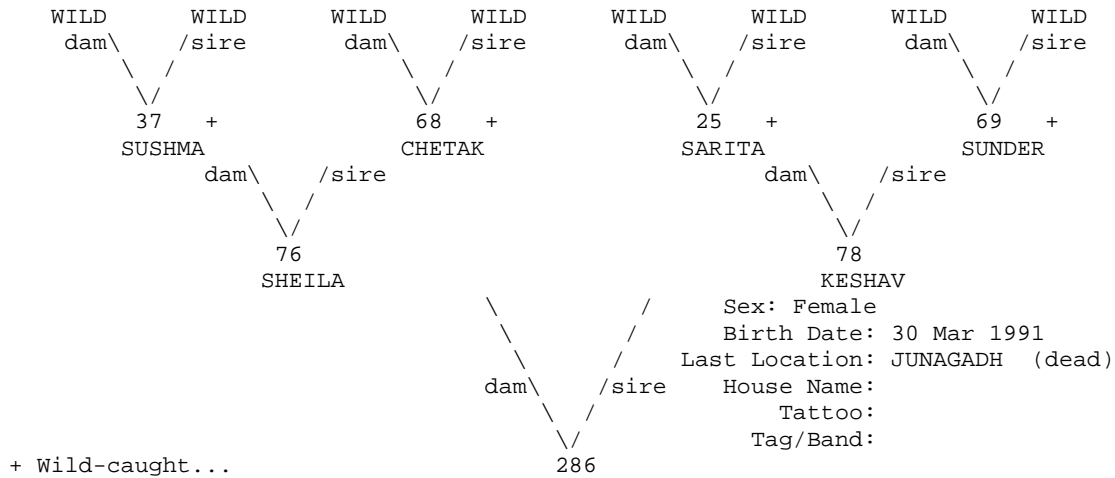 WILD WILD WILD WILD WILD WILD WILD WILD
dam\ /sire dam\ /sire dam\ /sire dam\ /sire
\ / \ / \ / \ /
\/ \/ \/ \/
37 + 68 + 25 + 69 +
SUSHMA CHETAK SARITA SUNDER
dam\ /sire dam\ /sire
\ / \ /
\/ \/
76 78
SHEILA KESHAV
\ / Sex: Female
\ / Birth Date: 30 Mar 1991
\ / Last Location: JUNAGADH (dead)
dam\ /sire House Name:
\ / Tattoo:
\/ Tag/Band:
+ Wild-caught... 286